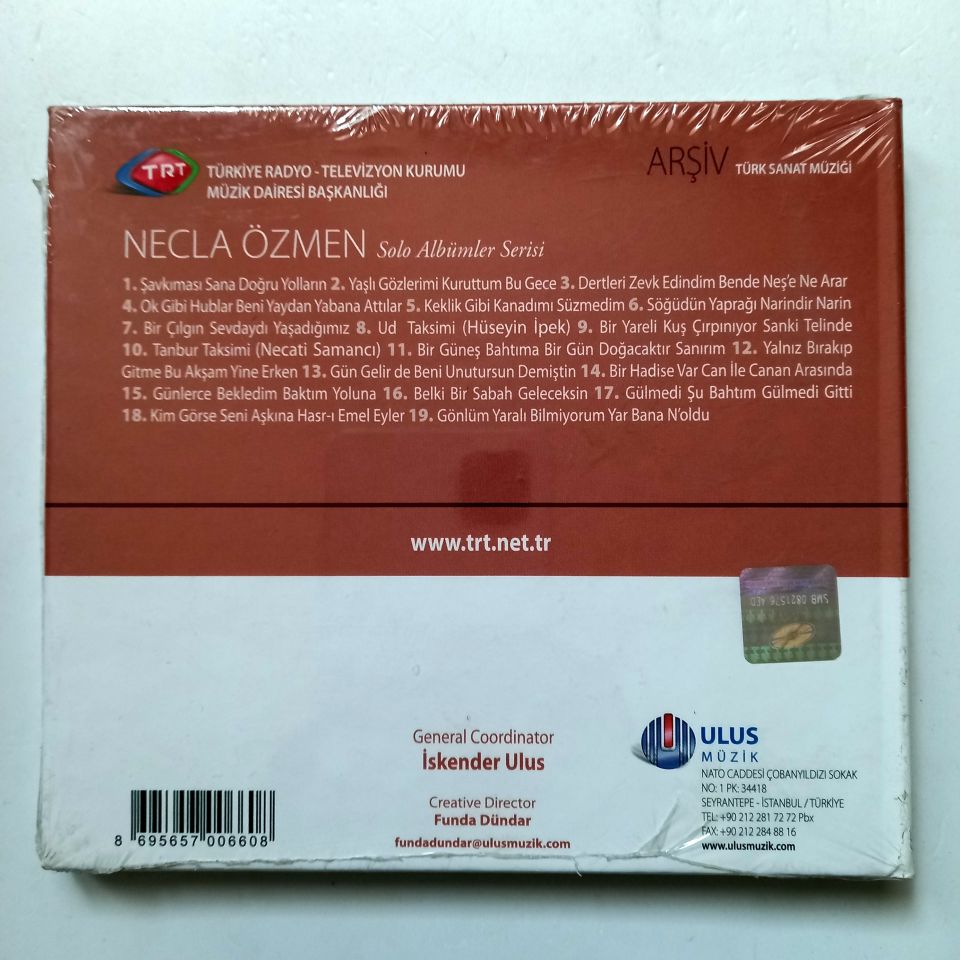 TRT
TÜRKİYE RADYO - TELEVİZYON KURUMU
MÜZİK DAİRESİ BAŞKANLIĞI
ARŞİV TÜRK SANAT MÜZİĞİ
NECLA ÖZMEN Solo Albümler Serisi
1. Şavkıması Sana Doğru Yolların 2. Yaşlı Gözlerimi Kuruttum Bu Gece 3. Dertleri Zevk Edindim Bende Neş'e Ne Arar
4. Ok Gibi Hublar Beni Yaydan Yabana Attılar 5. Keklik Gibi Kanadımı Süzmedim 6. Söğüdün Yaprağı Narindir Narin
7. Bir Çılgın Sevdaydı Yaşadığımız 8. Ud Taksimi (Hüseyin İpek) 9. Bir Yareli Kuş Çırpınıyor Sanki Telinde
10. Tanbur Taksimi (Necati Samancı) 11. Bir Güneş Bahtıma Bir Gün Doğacaktır Sanırım 12. Yalnız Bırakıp
Gitme Bu Akşam Yine Erken 13. Gün Gelir de Beni Unutursun Demiştin 14. Bir Hadise Var Can İle Canan Arasında
15. Günlerce Bekledim Baktım Yoluna 16. Belki Bir Sabah Geleceksin 17. Gülmedi Şu Bahtım Gülmedi Gitti
18. Kim Görse Seni Aşkına Hasr-ı Emel Eyler 19. Gönlüm Yaralı Bilmiyorum Yar Bana N'oldu
www.trt.net.tr
SMB 0821576 4ED
General Coordinator
İskender Ulus
Creative Director
Funda Dündar
fundadundar@ulusmuzik.com
ULUS
MÜZİK
NATO CADDESİ ÇOBANYILDIZI SOKAK
NO: 1 PK: 34418
SEYRANTEPE - İSTANBUL / TÜRKİYE
TEL: +90 212 281 72 72 Pbx
FAX: +90 212 284 88 16
www.ulusmuzik.com
8 695657 006608